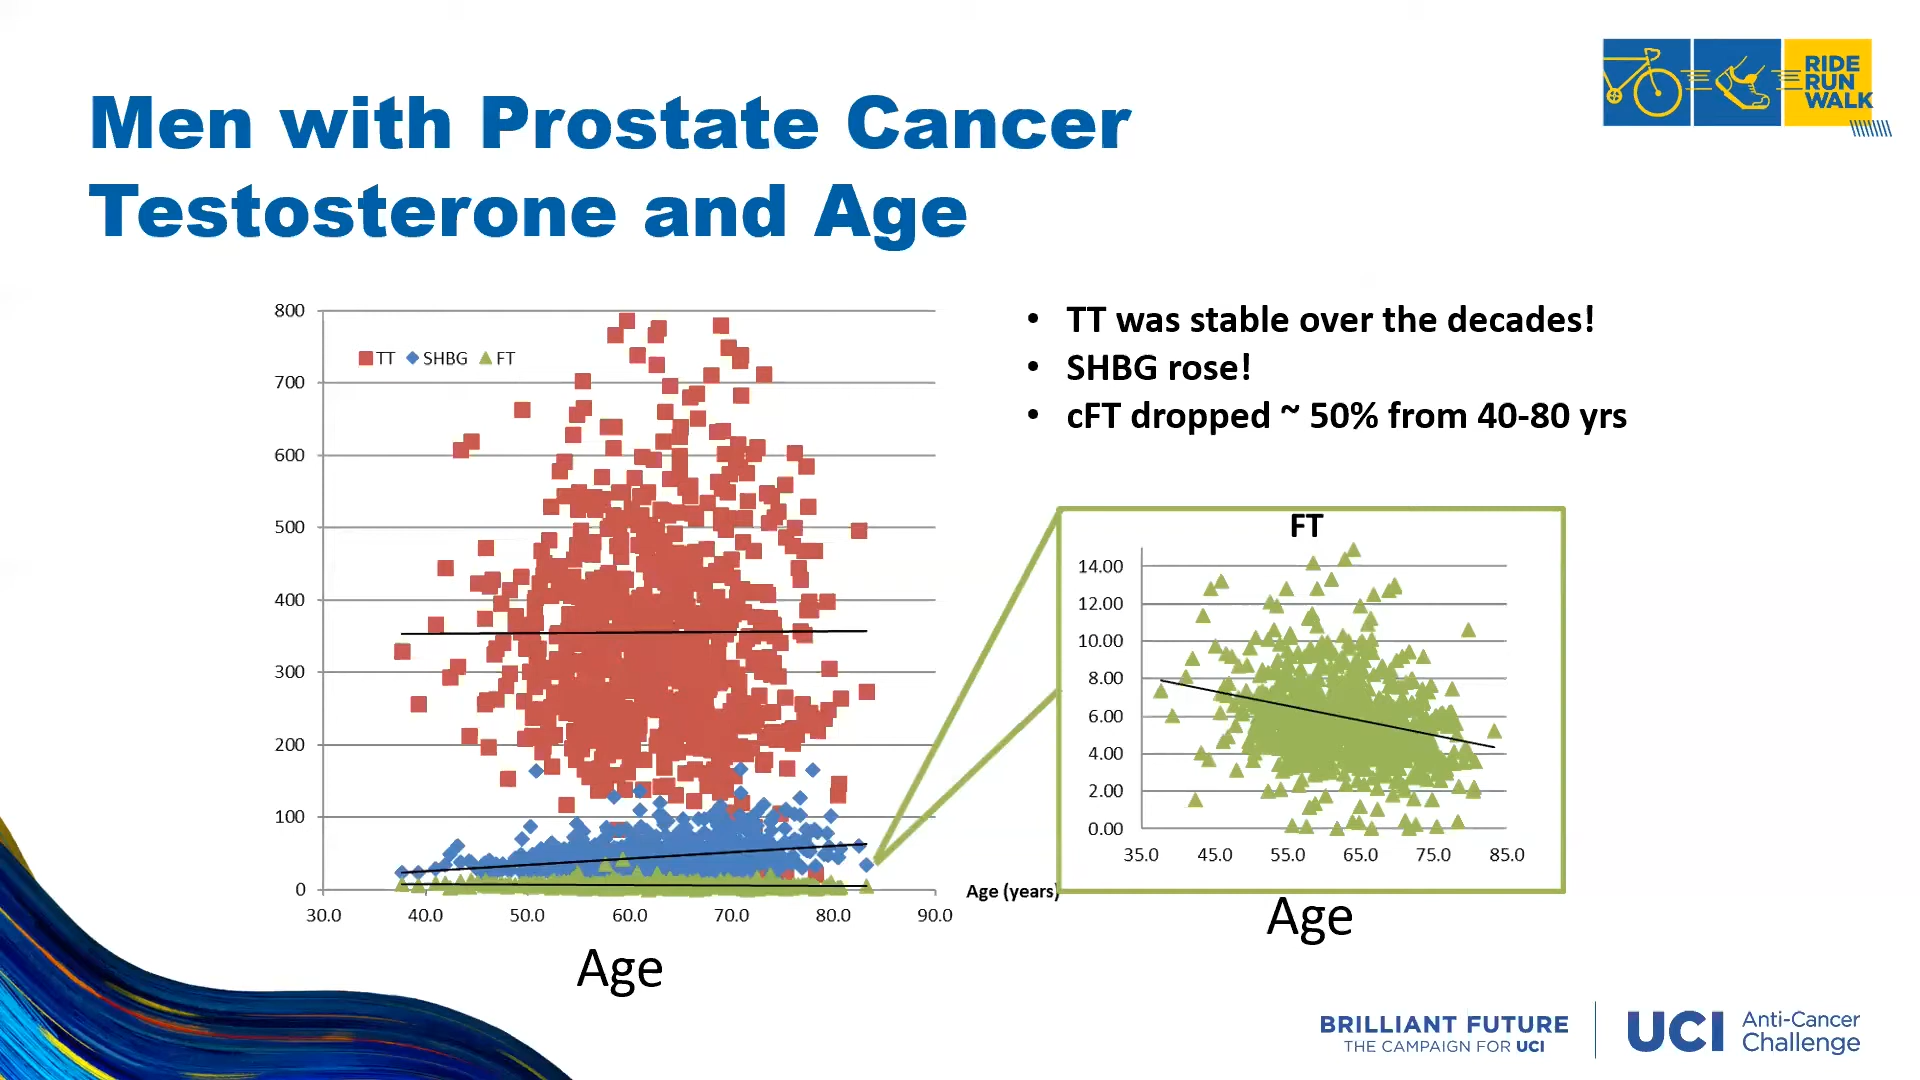 RIDE
RUN
WALK
Men with Prostate Cancer
Testosterone and Age
• TT was stable over the decades!
• SHBG rose!
• cFT dropped ~ 50% from 40-80 yrs
TT SHBG FT
800
700
600
500
400
300
200
100
0
30.0 40.0 50.0 60.0 70.0 80.0 90.0
Age (years)
Age
FT
14.00
12.00
10.00
8.00
6.00
4.00
2.00
0.00
35.0 45.0 55.0 65.0 75.0 85.0
Age
BRILLIANT FUTURE
THE CAMPAIGN FOR UCI
UCI Anti-Cancer
Challenge